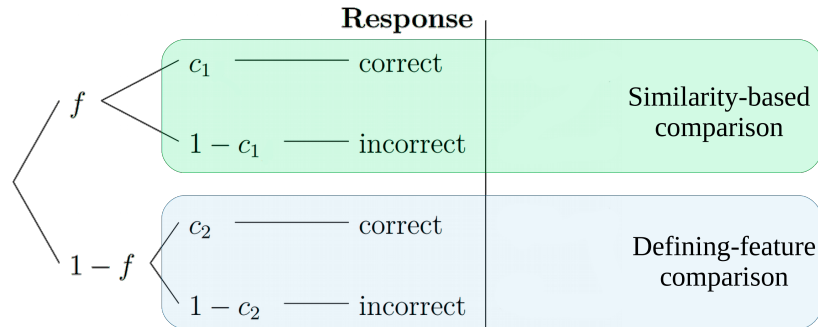 Response
c₁ correct
f
Similarity-based
comparison
1 − c₁ incorrect
c₂ correct
1 − f
Defining-feature
comparison
1 − c₂ incorrect